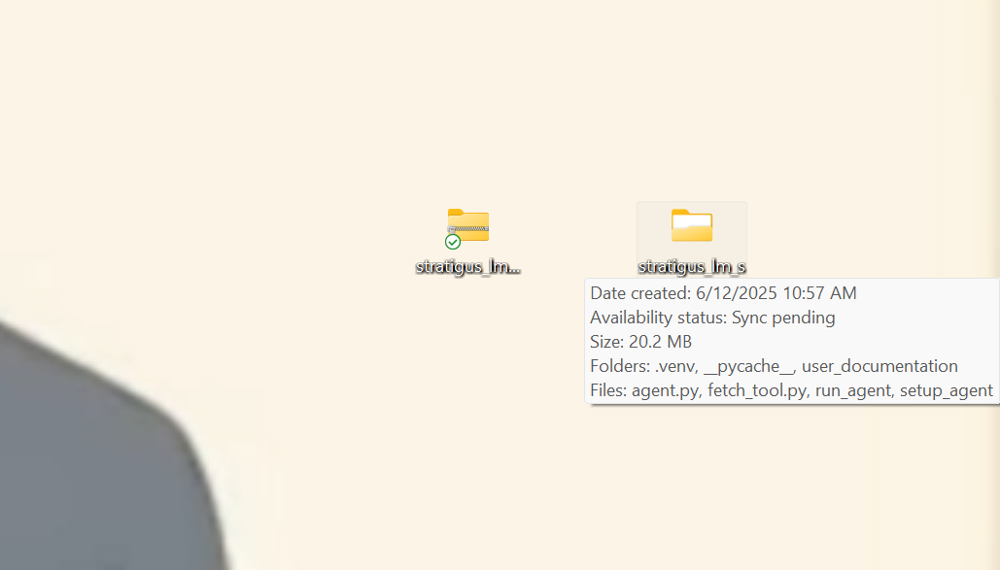 stratigus_lm...
stratigus_lm_s
Date created: 6/12/2025 10:57 AM
Availability status: Sync pending
Size: 20.2 MB
Folders: .venv, __pycache__, user_documentation
Files: agent.py, fetch_tool.py, run_agent, setup_agent